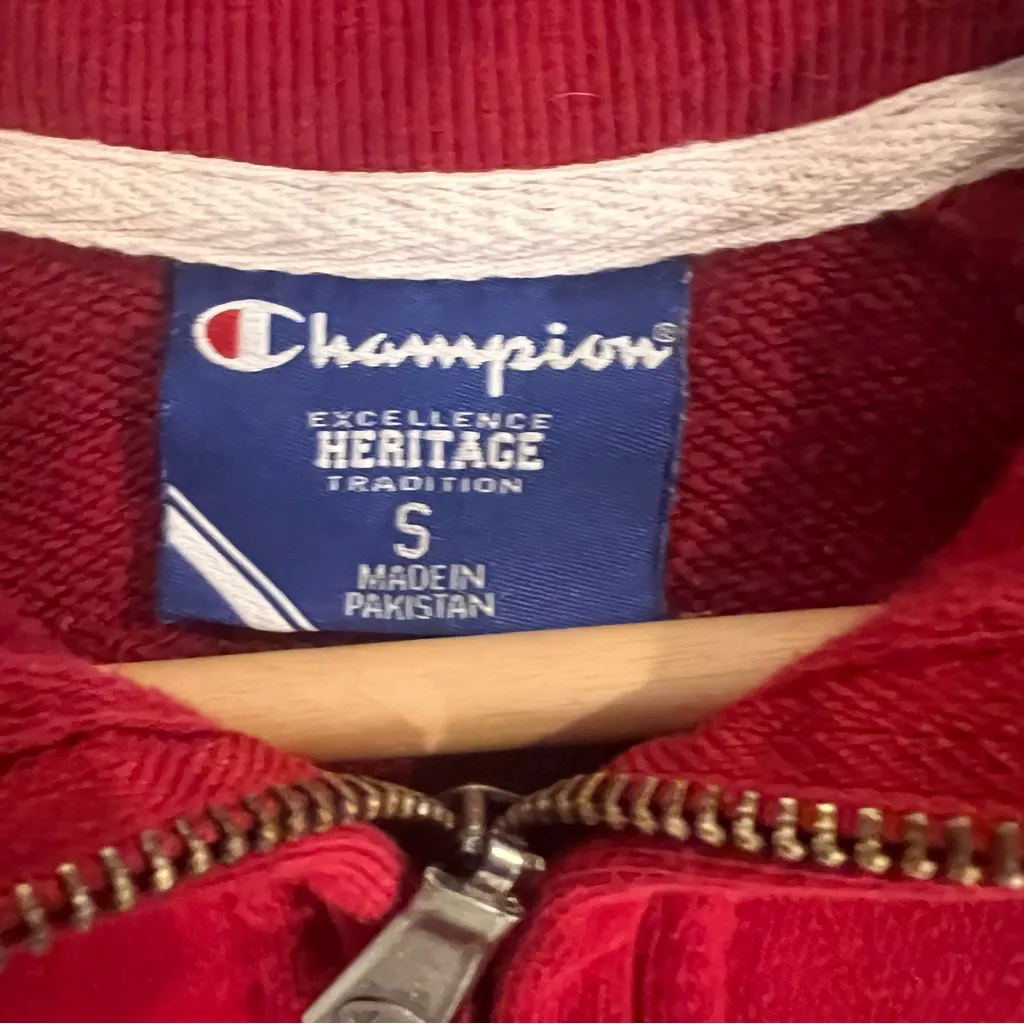 Champion®
EXCELLENCE
HERITAGE
TRADITION
S
MADE IN
PAKISTAN